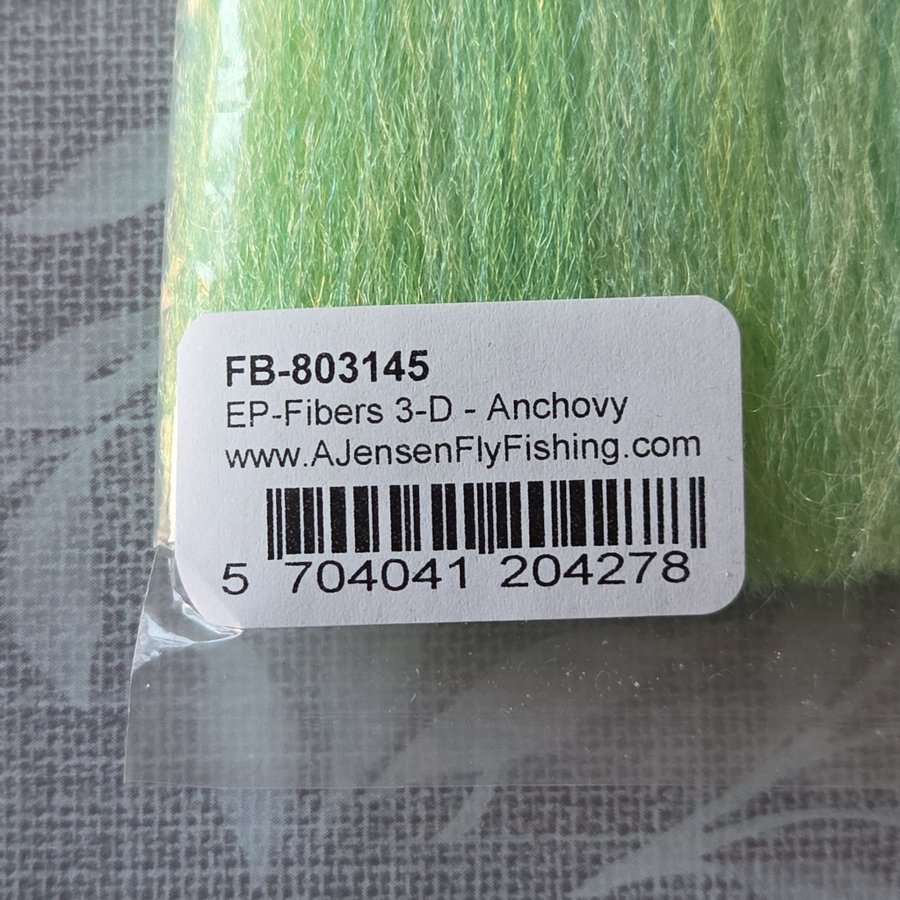 FB-803145
EP-Fibers 3-D - Anchovy
www.AJensenFlyFishing.com
5 704041 204278